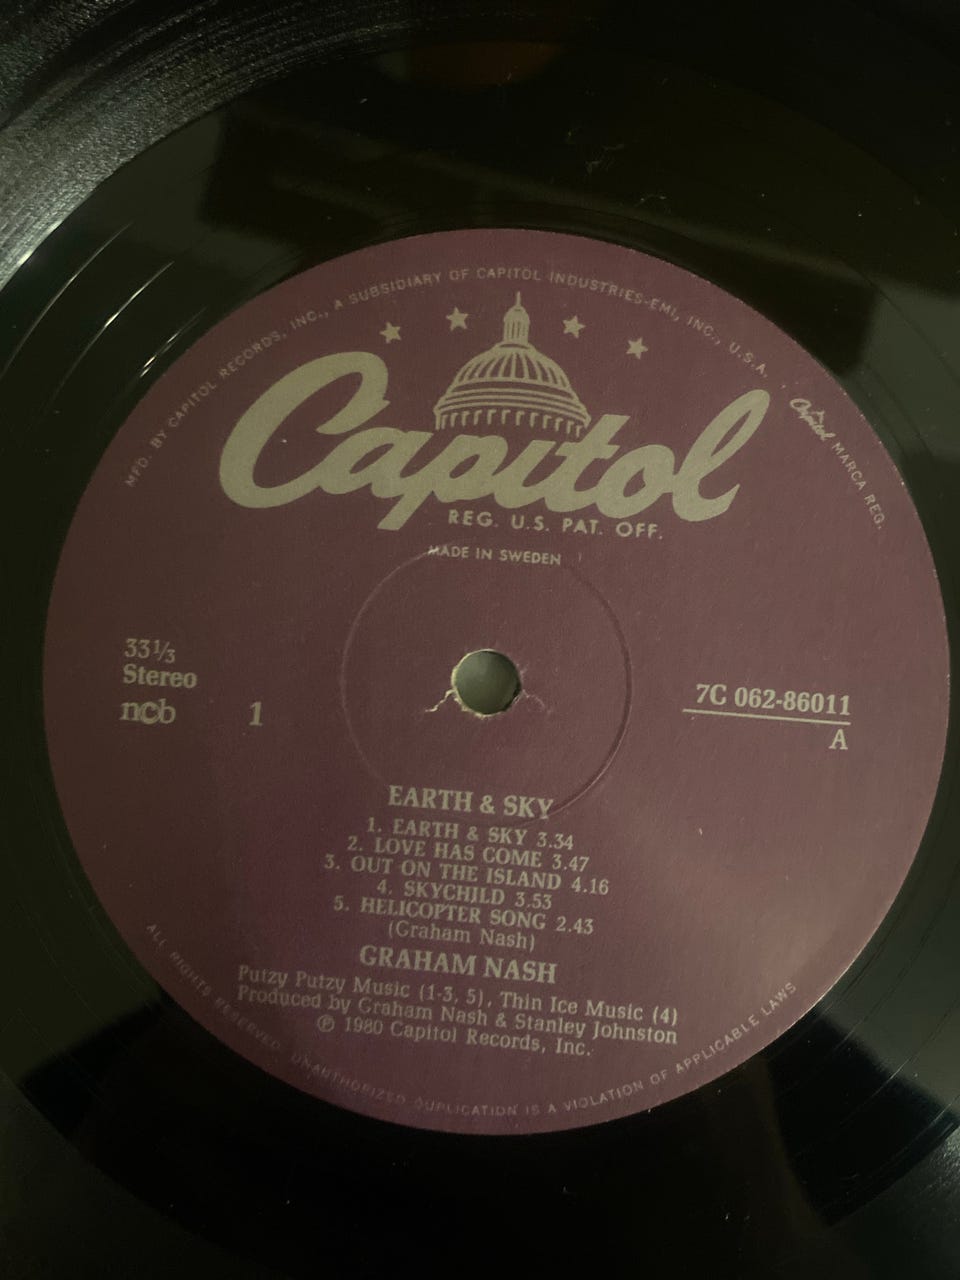 MFD. BY CAPITOL RECORDS, INC., A SUBSIDIARY OF CAPITOL INDUSTRIES-EMI, INC., U.S.A.
Capitol MARCA REG.
Capitol
REG. U.S. PAT. OFF.
MADE IN SWEDEN
33⅓
Stereo
ncb
1
7C 062-86011
A
EARTH & SKY
1. EARTH & SKY 3.34
2. LOVE HAS COME 3.47
3. OUT ON THE ISLAND 4.16
4. SKYCHILD 3.53
5. HELICOPTER SONG 2.43
(Graham Nash)
GRAHAM NASH
Putzy Putzy Music (1-3, 5), Thin Ice Music (4)
Produced by Graham Nash & Stanley Johnston
℗ 1980 Capitol Records, Inc.
ALL RIGHTS RESERVED. UNAUTHORIZED DUPLICATION IS A VIOLATION OF APPLICABLE LAWS